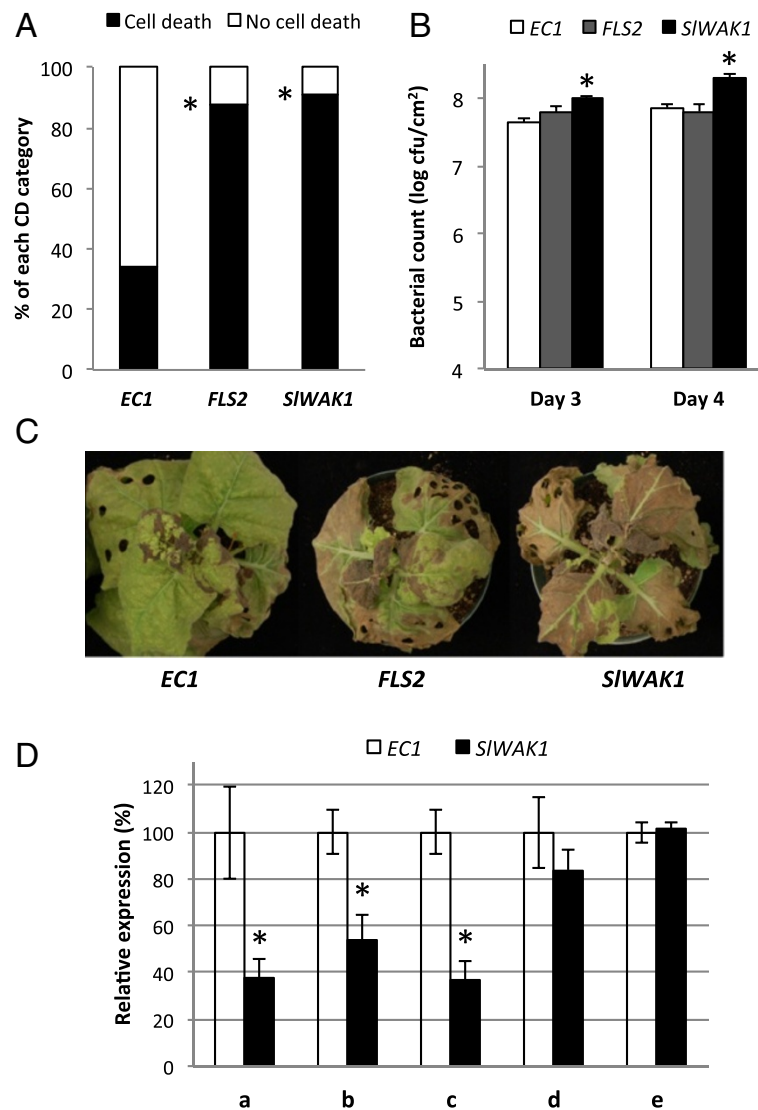 A
■ Cell death □ No cell death
% of each CD category
100
80
60
40
20
0
*
*
EC1 FLS2 SlWAK1
B
□ EC1 ■ FLS2 ■ SlWAK1
Bacterial count (log cfu/cm²)
8
7
6
5
4
*
*
Day 3 Day 4
C
EC1 FLS2 SlWAK1
D
□ EC1 ■ SlWAK1
Relative expression (%)
120
100
80
60
40
20
0
*
*
*
a b c d e